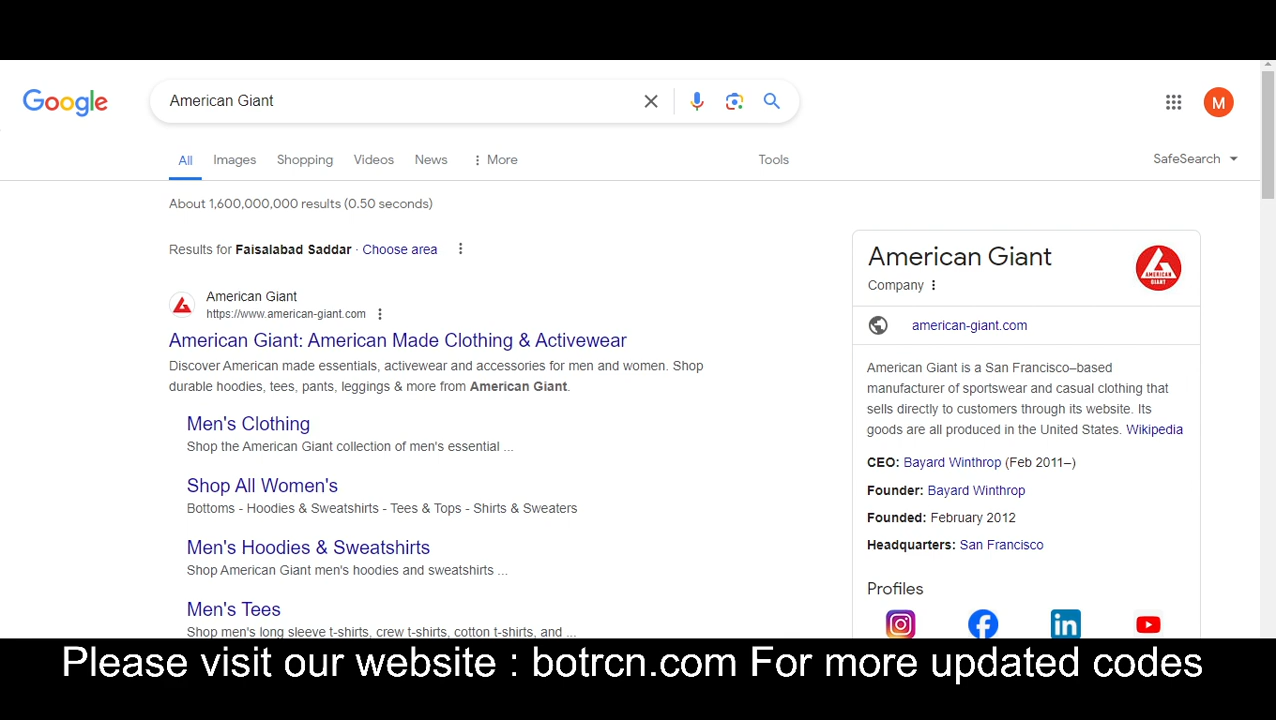 Google
American Giant
M
All Images Shopping Videos News More Tools SafeSearch
About 1,600,000,000 results (0.50 seconds)
Results for Faisalabad Saddar · Choose area
American Giant
https://www.american-giant.com
American Giant: American Made Clothing & Activewear
Discover American made essentials, activewear and accessories for men and women. Shop
durable hoodies, tees, pants, leggings & more from American Giant.
Men's Clothing
Shop the American Giant collection of men's essential ...
Shop All Women's
Bottoms - Hoodies & Sweatshirts - Tees & Tops - Shirts & Sweaters
Men's Hoodies & Sweatshirts
Shop American Giant men's hoodies and sweatshirts ...
Men's Tees
Shop men's long sleeve t-shirts, crew t-shirts, cotton t-shirts, and ...
American Giant
AMERICAN
GIANT
Company
american-giant.com
American Giant is a San Francisco–based
manufacturer of sportswear and casual clothing that
sells directly to customers through its website. Its
goods are all produced in the United States. Wikipedia
CEO: Bayard Winthrop (Feb 2011–)
Founder: Bayard Winthrop
Founded: February 2012
Headquarters: San Francisco
Profiles
in
Please visit our website : botrcn.com For more updated codes